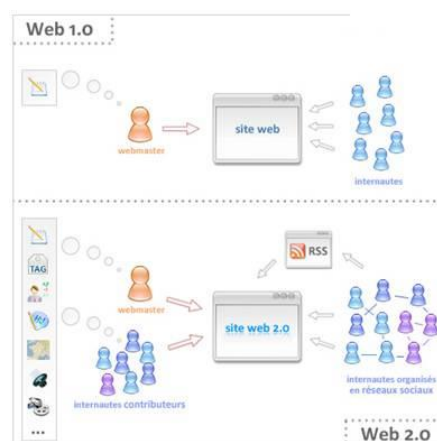 Web 1.0
site web
webmaster
internautes
TAG
RSS
webmaster
site web 2.0
internautes contributeurs
internautes organisés
en réseaux sociaux
...
Web 2.0